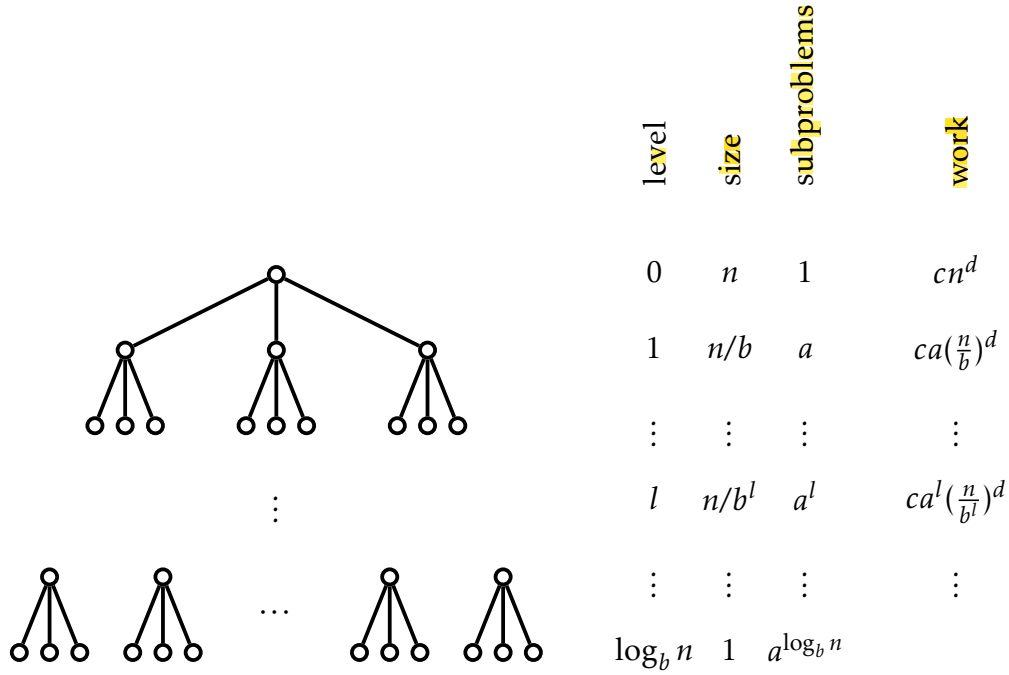 level size subproblems work
0 n 1 cn^d
1 n/b a ca(n/b)^d
⋮ ⋮ ⋮ ⋮
l n/b^l a^l ca^l(n/b^l)^d
⋮
⋮ ⋮ ⋮ ⋮
…
log_b n 1 a^{log_b n}